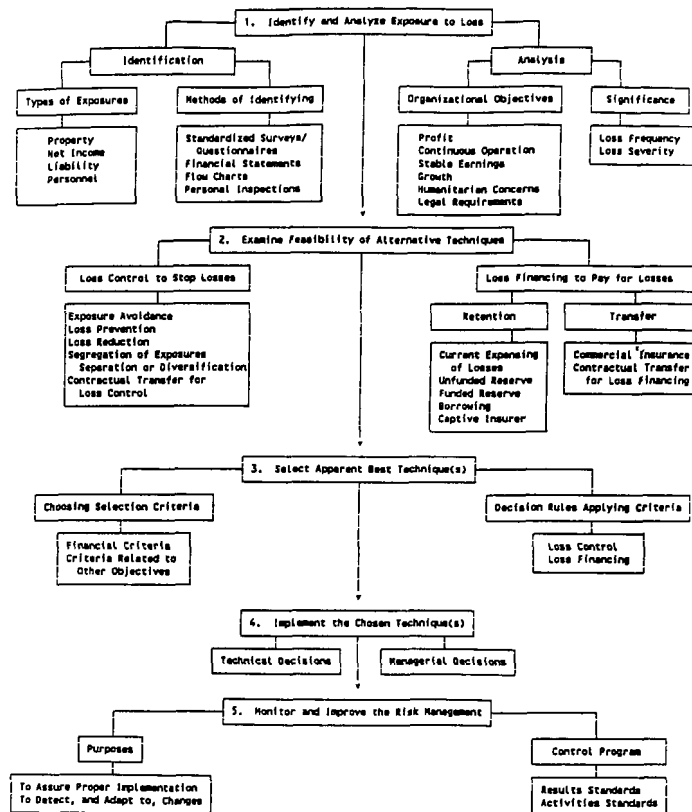 1. Identify and Analyze Exposure to Loss
Identification
Analysis
Types of Exposures
Methods of Identifying
Organizational Objectives
Significance
Property
Net Income
Liability
Personnel
Standardized Surveys/
Questionnaires
Financial Statements
Flow Charts
Personal Inspections
Profit
Continuous Operation
Stable Earnings
Growth
Humanitarian Concerns
Legal Requirements
Loss Frequency
Loss Severity
2. Examine Feasibility of Alternative Techniques
Loss Control to Stop Losses
Loss Financing to Pay for Losses
Exposure Avoidance
Loss Prevention
Loss Reduction
Segregation of Exposures
Separation or Diversification
Contractual Transfer for
Loss Control
Retention
Transfer
Current Expensing
of Losses
Unfunded Reserve
Funded Reserve
Borrowing
Captive Insurer
Commercial Insurance
Contractual Transfer
for Loss Financing
3. Select Apparent Best Technique(s)
Choosing Selection Criteria
Decision Rules Applying Criteria
Financial Criteria
Criteria Related to
Other Objectives
Loss Control
Loss Financing
4. Implement the Chosen Technique(s)
Technical Decisions
Managerial Decisions
5. Monitor and Improve the Risk Management
Purposes
Control Program
To Assure Proper Implementation
To Detect, and Adapt to, Changes
Results Standards
Activities Standards